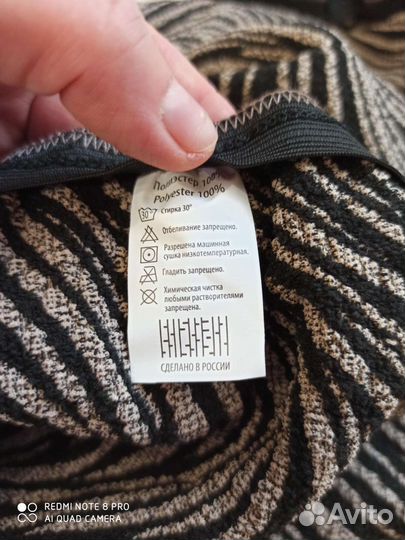 Полиэстер 100%
Polyester 100%
30° Стирка 30°
Отбеливание запрещено.
Разрешена машинная
сушка низкотемпературная.
Гладить запрещено.
Химическая чистка
любыми растворителями
запрещена.
СДЕЛАНО В РОССИИ
REDMI NOTE 8 PRO
AI QUAD CAMERA
Avito